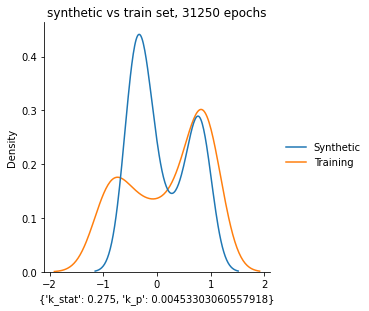 synthetic vs train set, 31250 epochs
Density
0.4
0.3
0.2
0.1
0.0
−2 −1 0 1 2
{'k_stat': 0.275, 'k_p': 0.00453303060557918}
Synthetic
Training